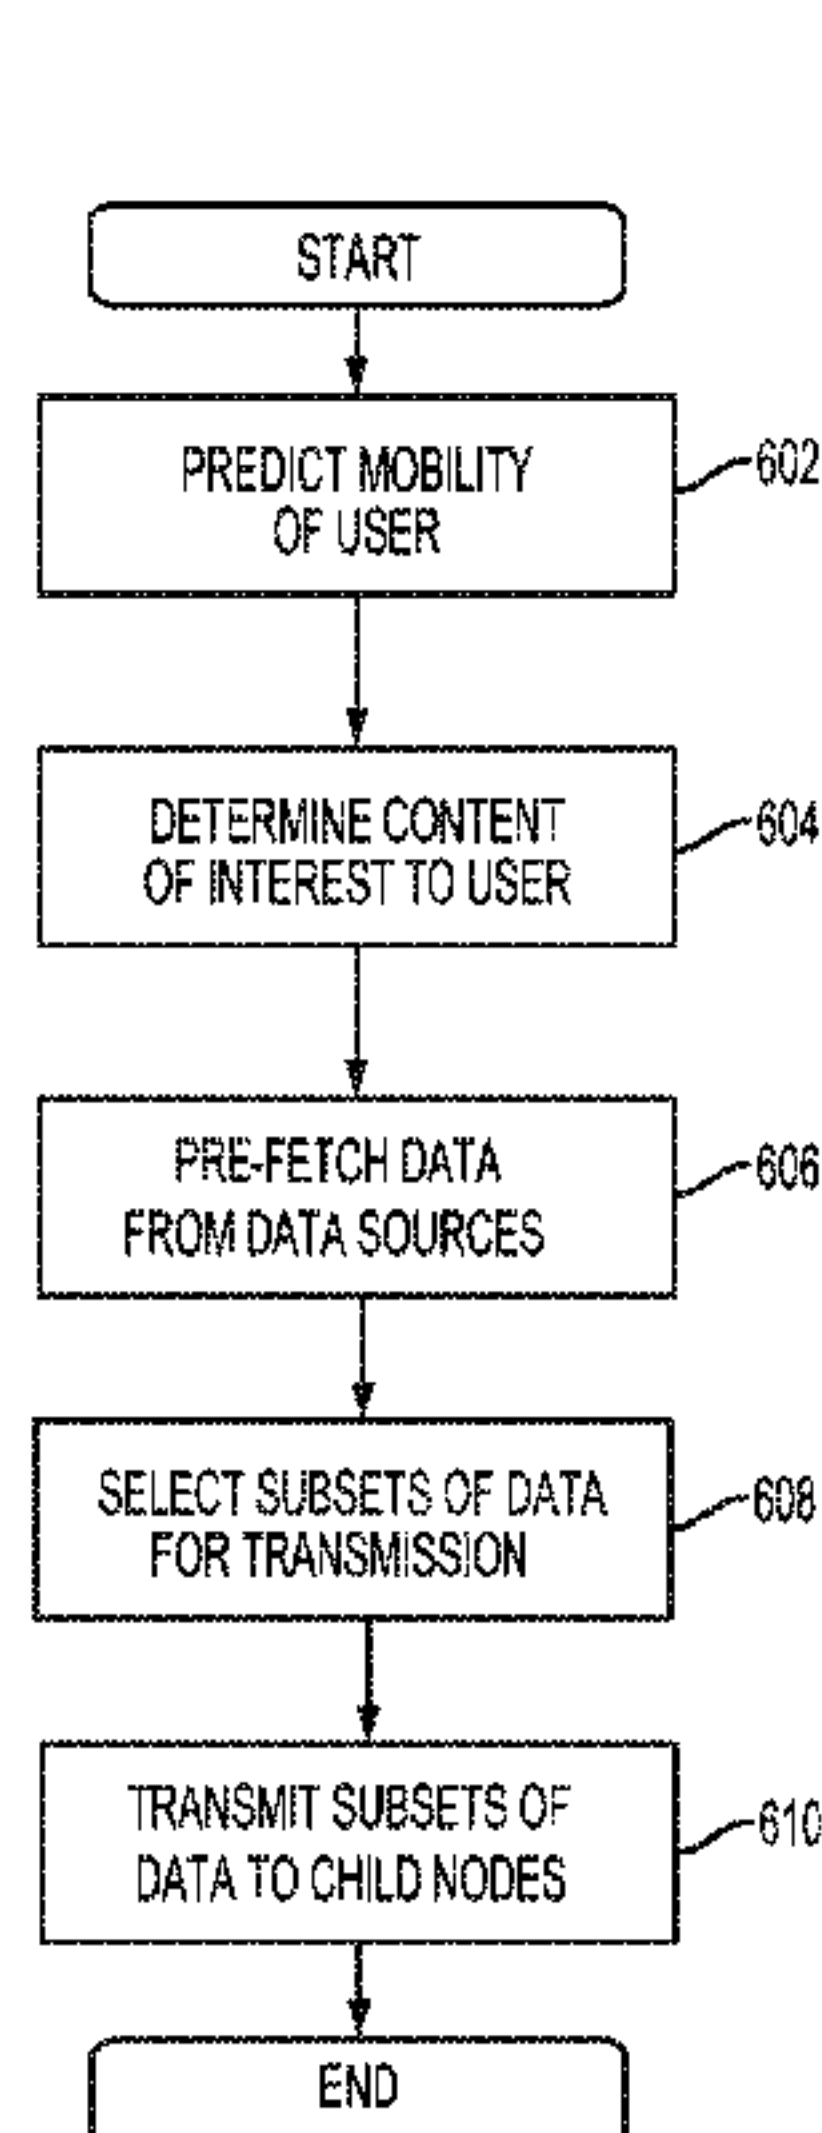 START
PREDICT MOBILITY
OF USER
602
DETERMINE CONTENT
OF INTEREST TO USER
604
PRE-FETCH DATA
FROM DATA SOURCES
606
SELECT SUBSETS OF DATA
FOR TRANSMISSION
608
TRANSMIT SUBSETS OF
DATA TO CHILD NODES
610
END